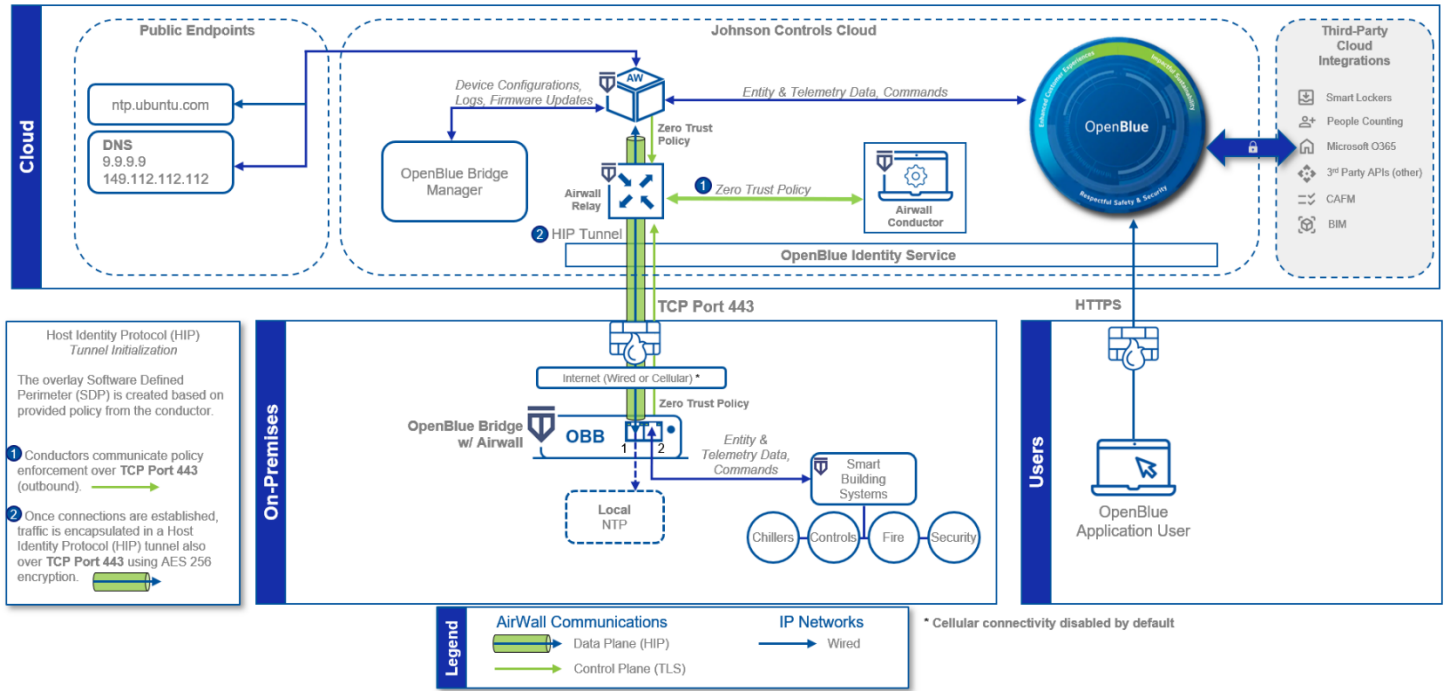 Cloud
Public Endpoints
ntp.ubuntu.com
DNS
9.9.9.9
149.112.112.112
Johnson Controls Cloud
Device Configurations,
Logs, Firmware Updates
AW
Entity & Telemetry Data, Commands
OpenBlue Bridge
Manager
Zero Trust
Policy
Airwall
Relay
1 Zero Trust Policy
Airwall
Conductor
2 HIP Tunnel
OpenBlue Identity Service
Enhanced Customer Experiences
Impactful Sustainability
OpenBlue
Respectful Safety & Security
Third-Party
Cloud
Integrations
Smart Lockers
People Counting
Microsoft O365
3rd Party APIs (other)
CAFM
BIM
TCP Port 443
HTTPS
Host Identity Protocol (HIP)
Tunnel Initialization
The overlay Software Defined
Perimeter (SDP) is created based on
provided policy from the conductor.
1 Conductors communicate policy
enforcement over TCP Port 443
(outbound).
2 Once connections are established,
traffic is encapsulated in a Host
Identity Protocol (HIP) tunnel also
over TCP Port 443 using AES 256
encryption.
On-Premises
Internet (Wired or Cellular) *
Zero Trust Policy
OpenBlue Bridge
w/ Airwall
OBB
1 2
Entity &
Telemetry Data,
Commands
Local
NTP
Smart
Building
Systems
Chillers
Controls
Fire
Security
Users
OpenBlue
Application User
Legend
AirWall Communications
Data Plane (HIP)
Control Plane (TLS)
IP Networks
Wired
* Cellular connectivity disabled by default